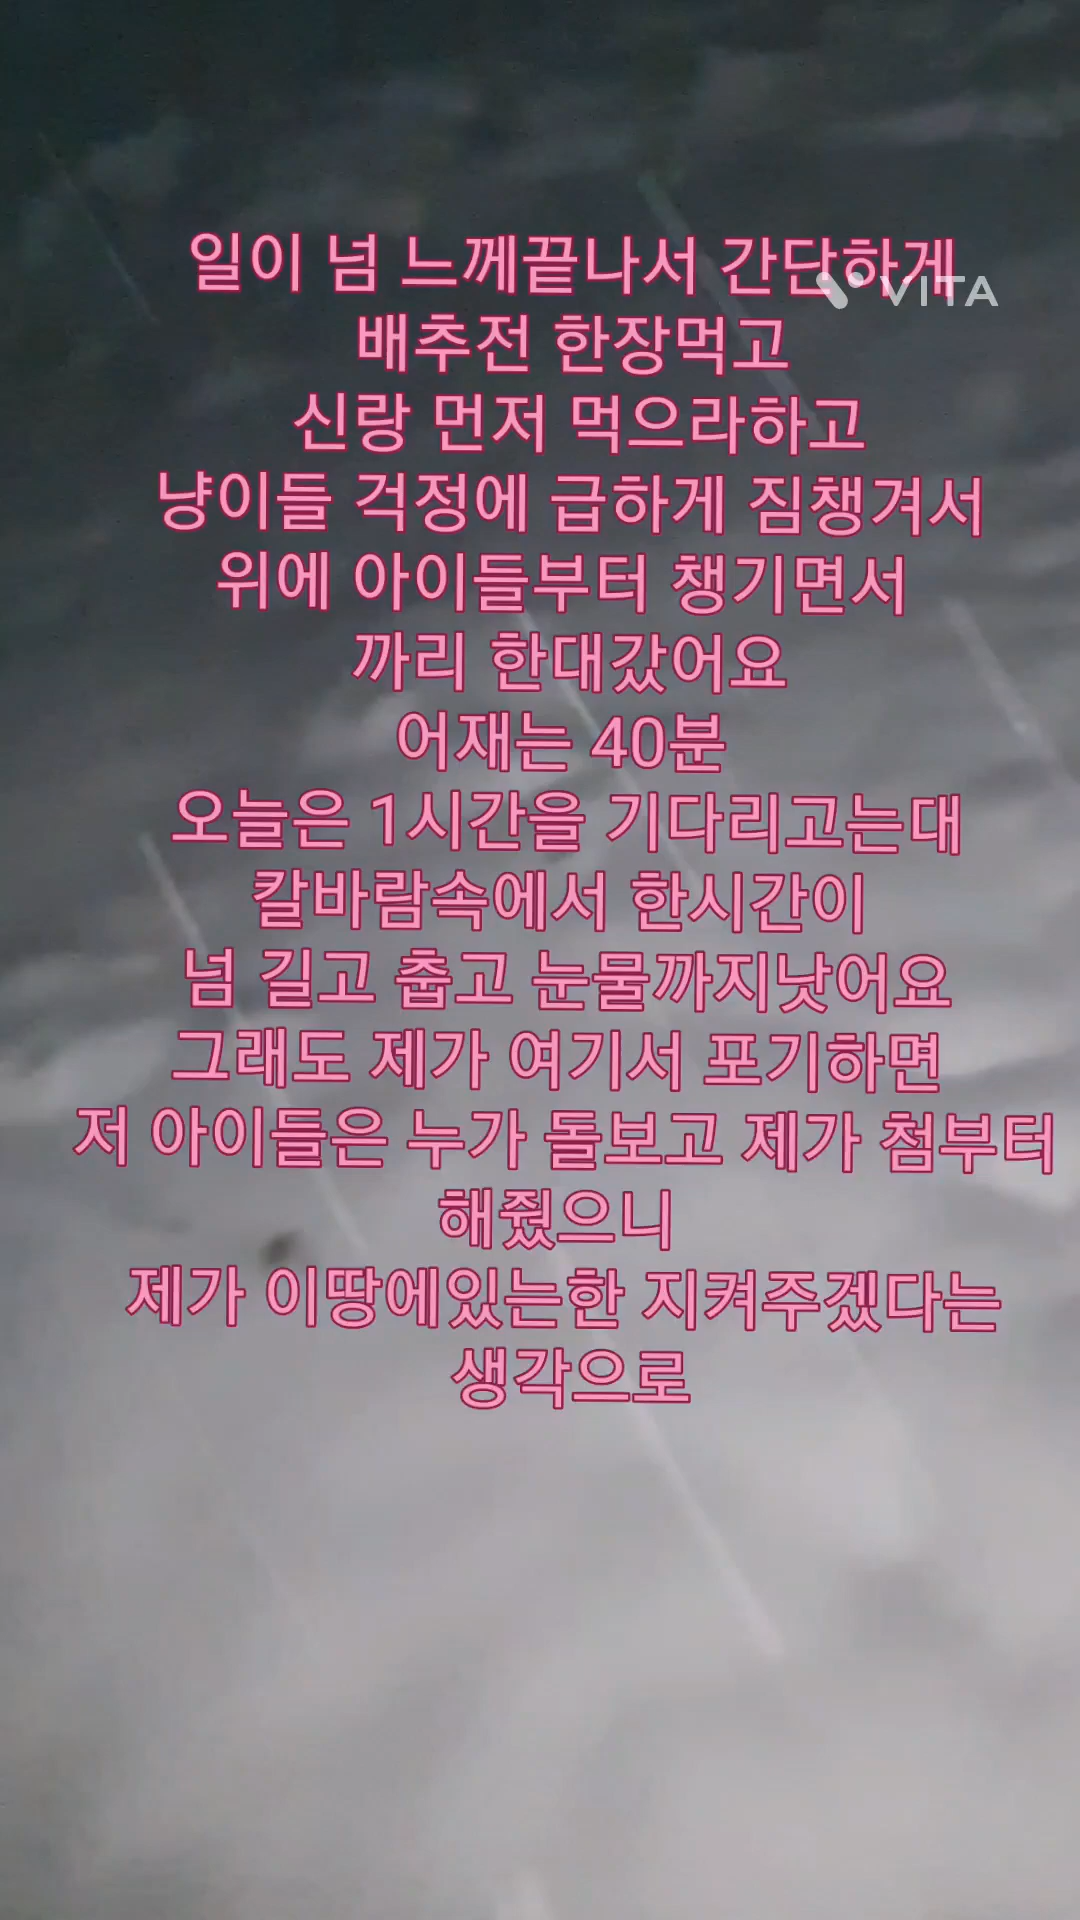 일이 넘 느께끝나서 간단하게
VITA
배추전 한장먹고
신랑 먼저 먹으라하고
냥이들 걱정에 급하게 짐챙겨서
위에 아이들부터 챙기면서
까리 한대갔어요
어재는 40분
오늘은 1시간을 기다리고는대
칼바람속에서 한시간이
넘 길고 춥고 눈물까지낫어요
그래도 제가 여기서 포기하면
저 아이들은 누가 돌보고 제가 첨부터
해줬으니
제가 이땅에있는한 지켜주겠다는
생각으로